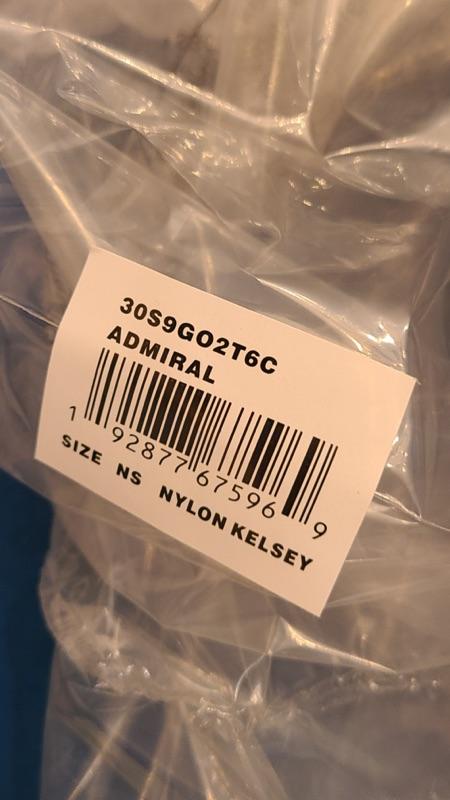 30S9GO2T6C
ADMIRAL
1 92877 67596 9
SIZE NS NYLON KELSEY